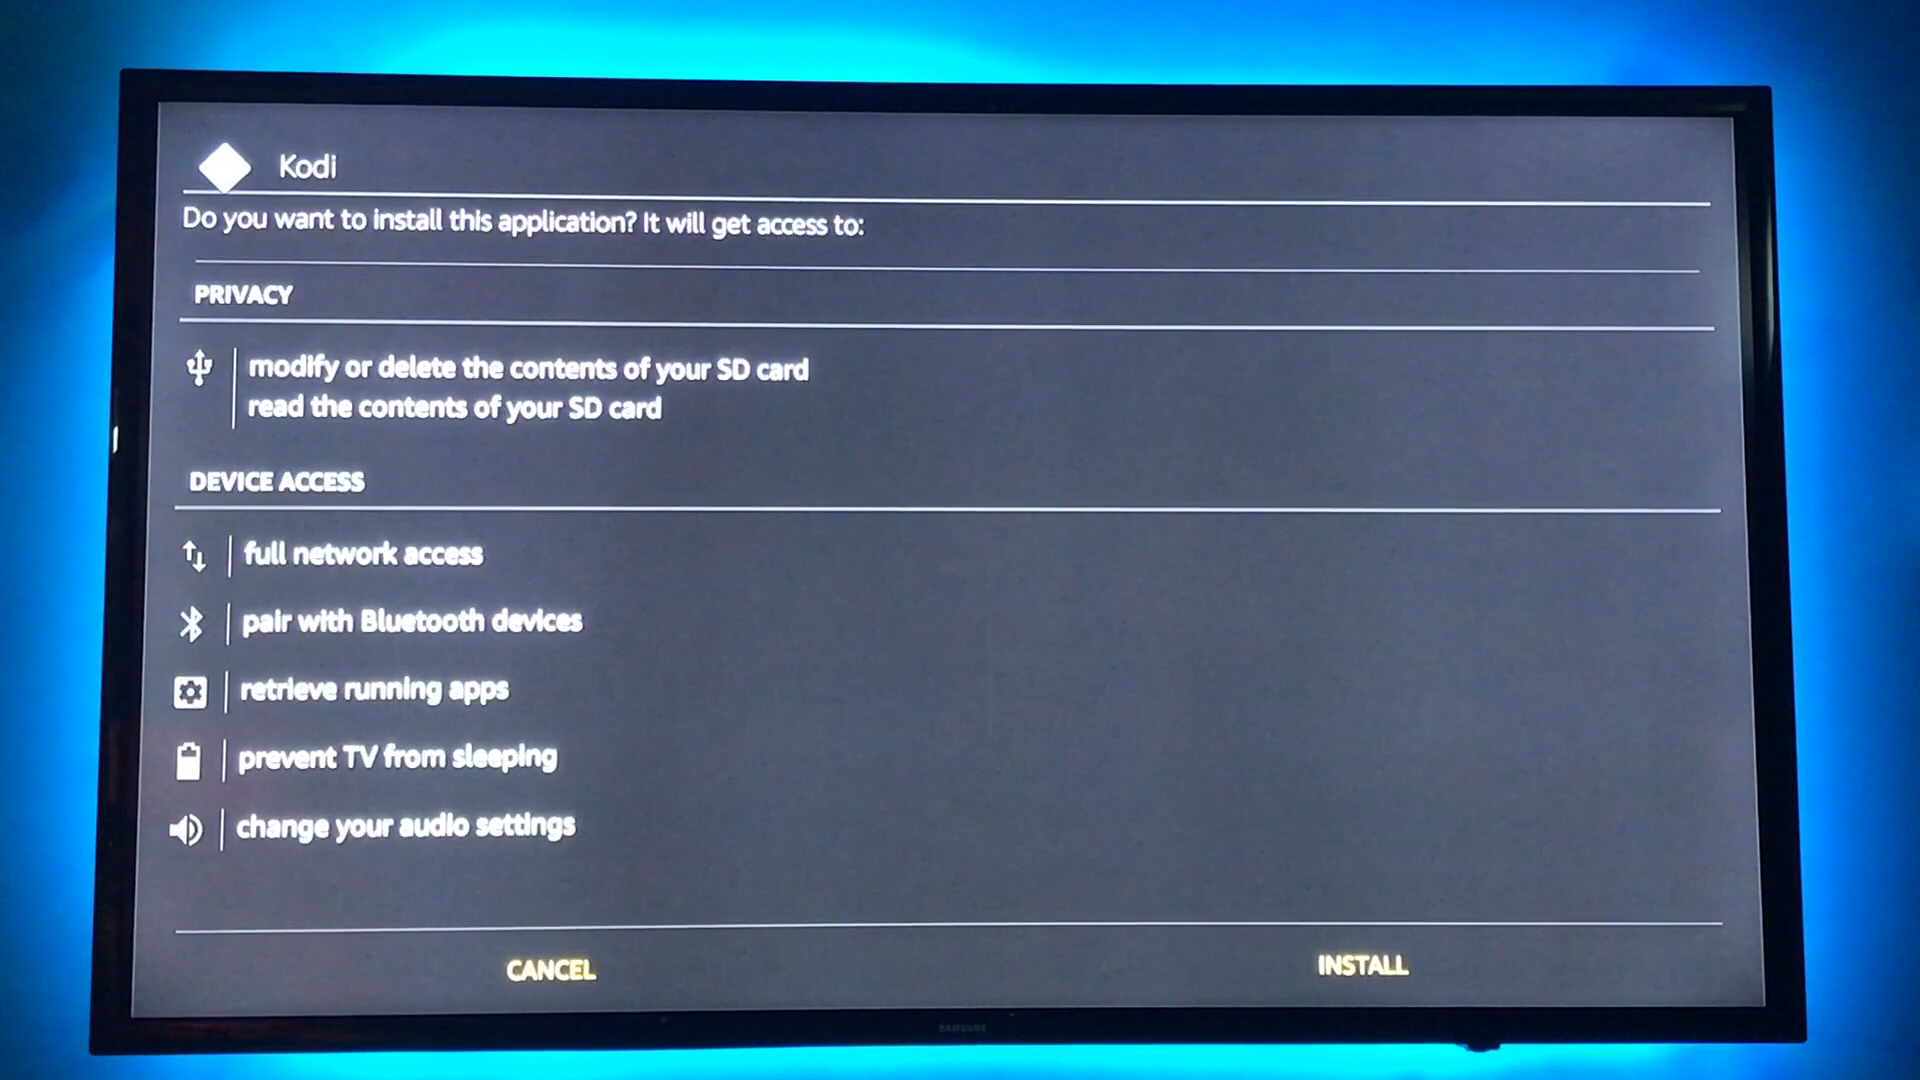 Kodi
Do you want to install this application? It will get access to:
PRIVACY
modify or delete the contents of your SD card
read the contents of your SD card
DEVICE ACCESS
full network access
pair with Bluetooth devices
retrieve running apps
prevent TV from sleeping
change your audio settings
CANCEL
INSTALL
SAMSUNG